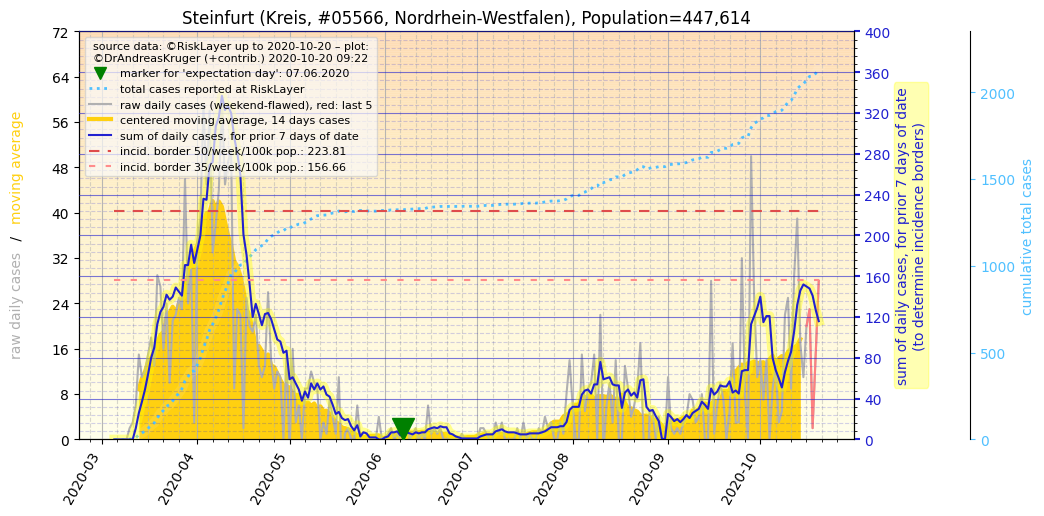 Steinfurt (Kreis, #05566, Nordrhein-Westfalen), Population=447,614
source data: ©RiskLayer up to 2020-10-20 – plot:
©DrAndreasKruger (+contrib.) 2020-10-20 09:22
marker for 'expectation day': 07.06.2020
total cases reported at RiskLayer
raw daily cases (weekend-flawed), red: last 5
centered moving average, 14 days cases
sum of daily cases, for prior 7 days of date
incid. border 50/week/100k pop.: 223.81
incid. border 35/week/100k pop.: 156.66
raw daily cases / moving average
72
64
56
48
40
32
24
16
8
0
2020-03
2020-04
2020-05
2020-06
2020-07
2020-08
2020-09
2020-10
400
360
320
280
240
200
160
120
80
40
0
sum of daily cases, for prior 7 days of date
(to determine incidence borders)
2000
1500
1000
500
0
cumulative total cases